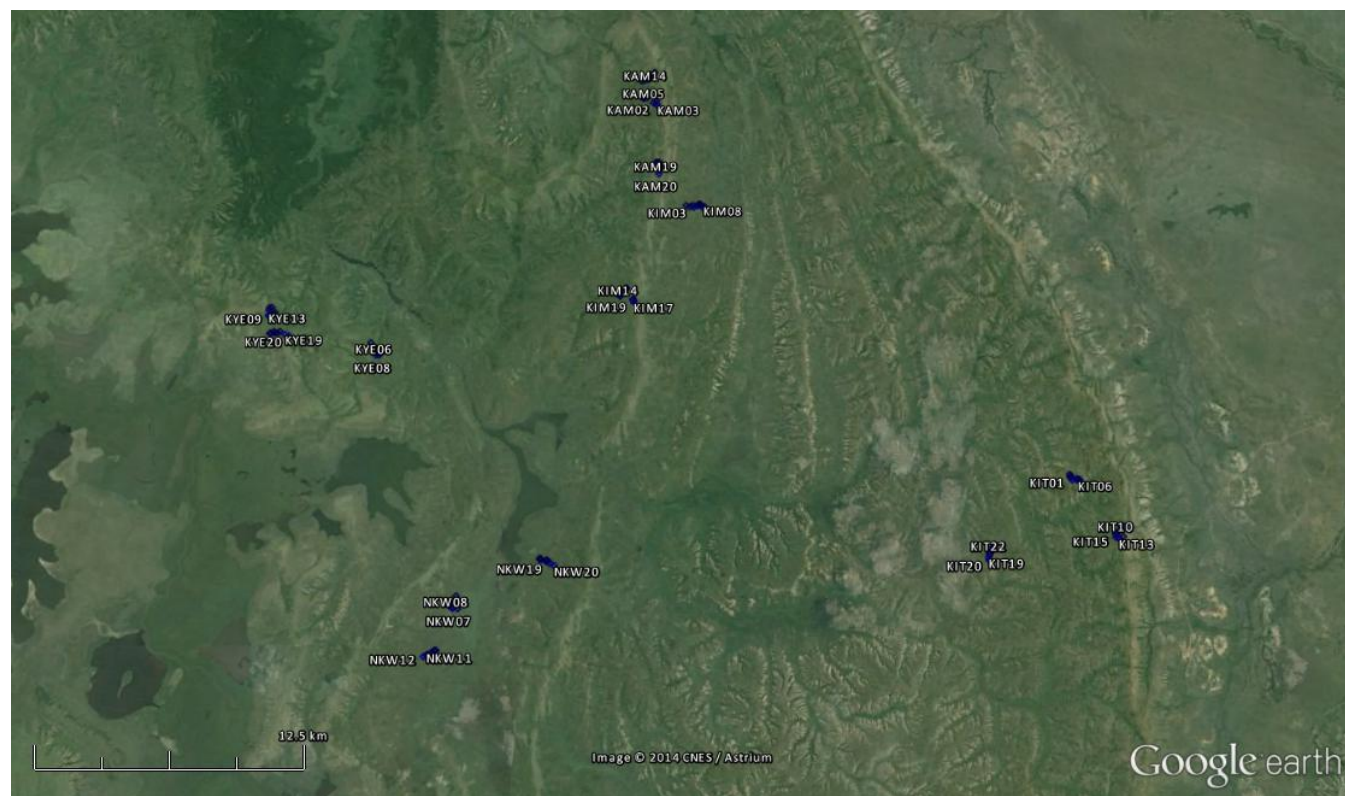 KAM14
KAM05
KAM02 KAM03
KAM19
KAM20
KIM03 KIM08
KIM14
KIM19 KIM17
KYE09 KYE13
KYE20 KYE19
KYE06
KYE08
KIT01 KIT06
KIT10
KIT15 KIT13
KIT22
KIT20 KIT19
NKW19 NKW20
NKW08
NKW07
NKW12 NKW11
12.5 km
Image © 2014 CNES / Astrium
Google earth